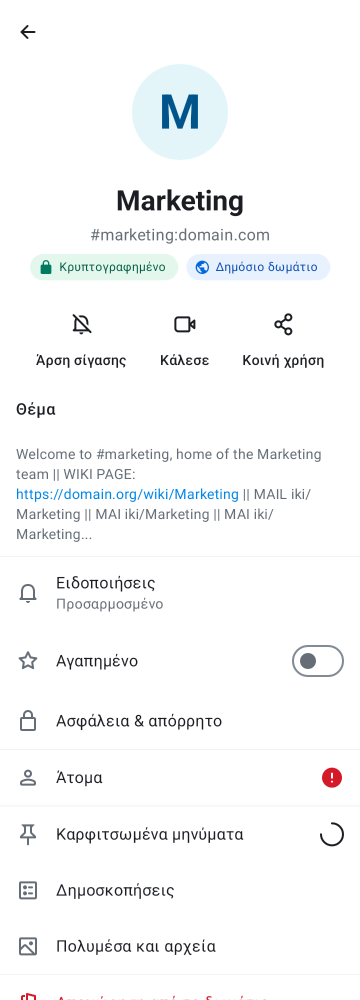 M
Marketing
#marketing:domain.com
Κρυπτογραφημένο Δημόσιο δωμάτιο
Άρση σίγασης Κάλεσε Κοινή χρήση
Θέμα
Welcome to #marketing, home of the Marketing
team || WIKI PAGE:
https://domain.org/wiki/Marketing || MAIL iki/
Marketing || MAI iki/Marketing || MAI iki/
Marketing...
Ειδοποιήσεις
Προσαρμοσμένο
Αγαπημένο
Ασφάλεια & απόρρητο
Άτομα
Καρφιτσωμένα μηνύματα
Δημοσκοπήσεις
Πολυμέσα και αρχεία